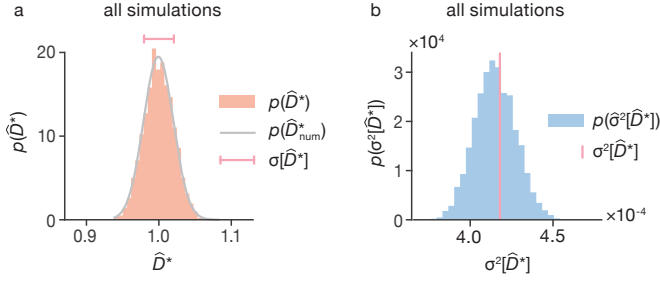 a
all simulations
p(D̂*)
20
10
0
0.9
1.0
1.1
D̂*
p(D̂*)
p(D̂*num)
σ[D̂*]
b
all simulations
×10⁴
p(σ²[D̂*])
3
2
1
0
4.0
4.5
×10⁻⁴
σ²[D̂*]
p(σ̂²[D̂*])
σ²[D̂*]